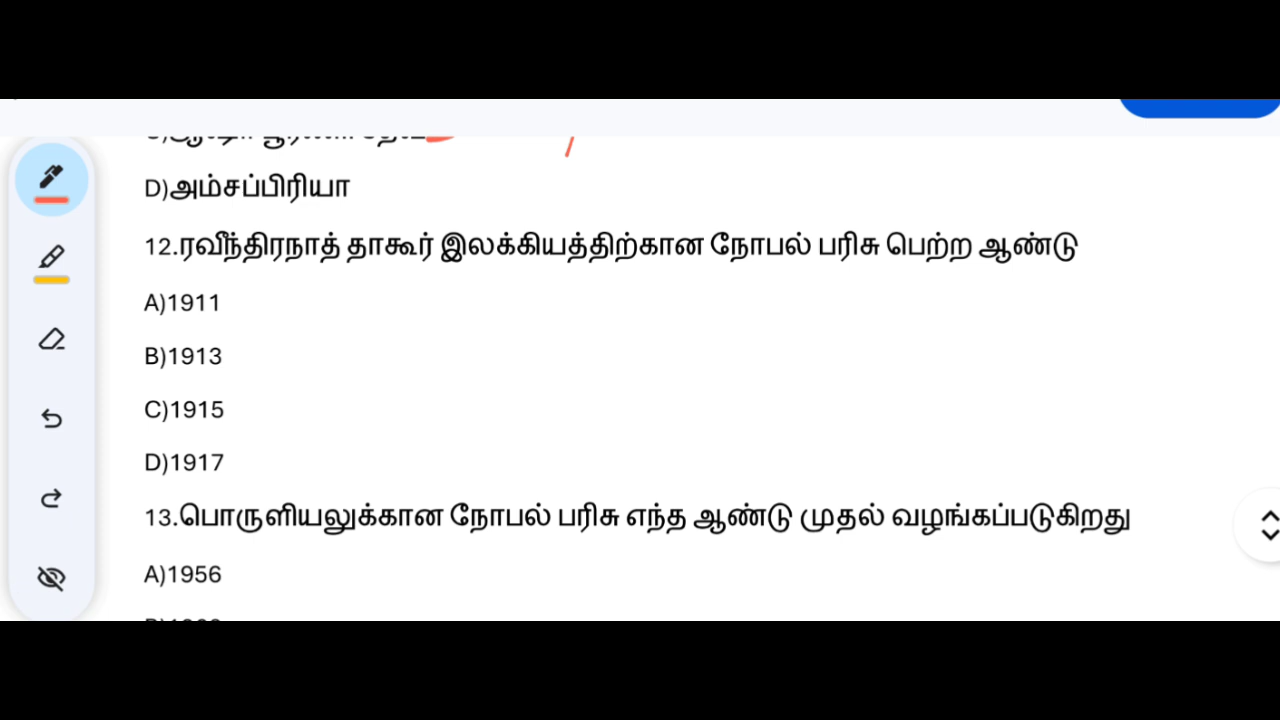 D)அம்சப்பிரியா
12.ரவீந்திரநாத் தாகூர் இலக்கியத்திற்கான நோபல் பரிசு பெற்ற ஆண்டு
A)1911
B)1913
C)1915
D)1917
13.பொருளியலுக்கான நோபல் பரிசு எந்த ஆண்டு முதல் வழங்கப்படுகிறது
A)1956